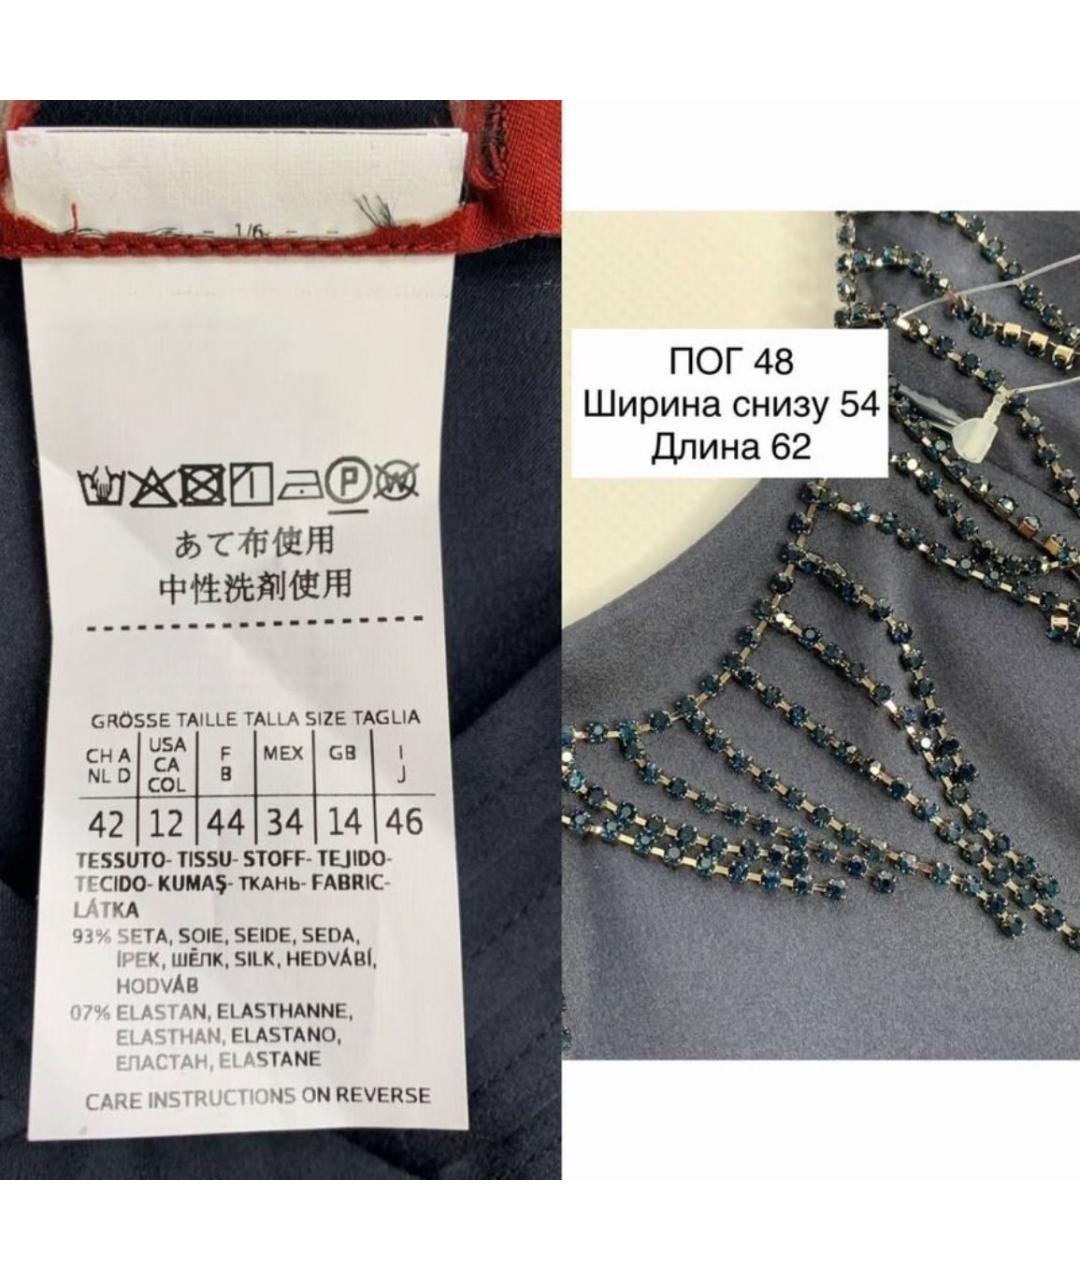 1/6
P
W
あて布使用
中性洗剤使用
GRÖSSE TAILLE TALLA SIZE TAGLIA
CH A NL D | USA CA COL | F B | MEX | GB | I J
42 | 12 | 44 | 34 | 14 | 46
TESSUTO- TISSU- STOFF- TEJIDO-
TECIDO- KUMAŞ- ТКАНЬ- FABRIC-
LÁTKA
93% SETA, SOIE, SEIDE, SEDA,
İPEK, ШЁЛК, SILK, HEDVÁBÍ,
HODVÁB
07% ELASTAN, ELASTHANNE,
ELASTHAN, ELASTANO,
ЕЛАСТАН, ELASTANE
CARE INSTRUCTIONS ON REVERSE
ПОГ 48
Ширина снизу 54
Длина 62